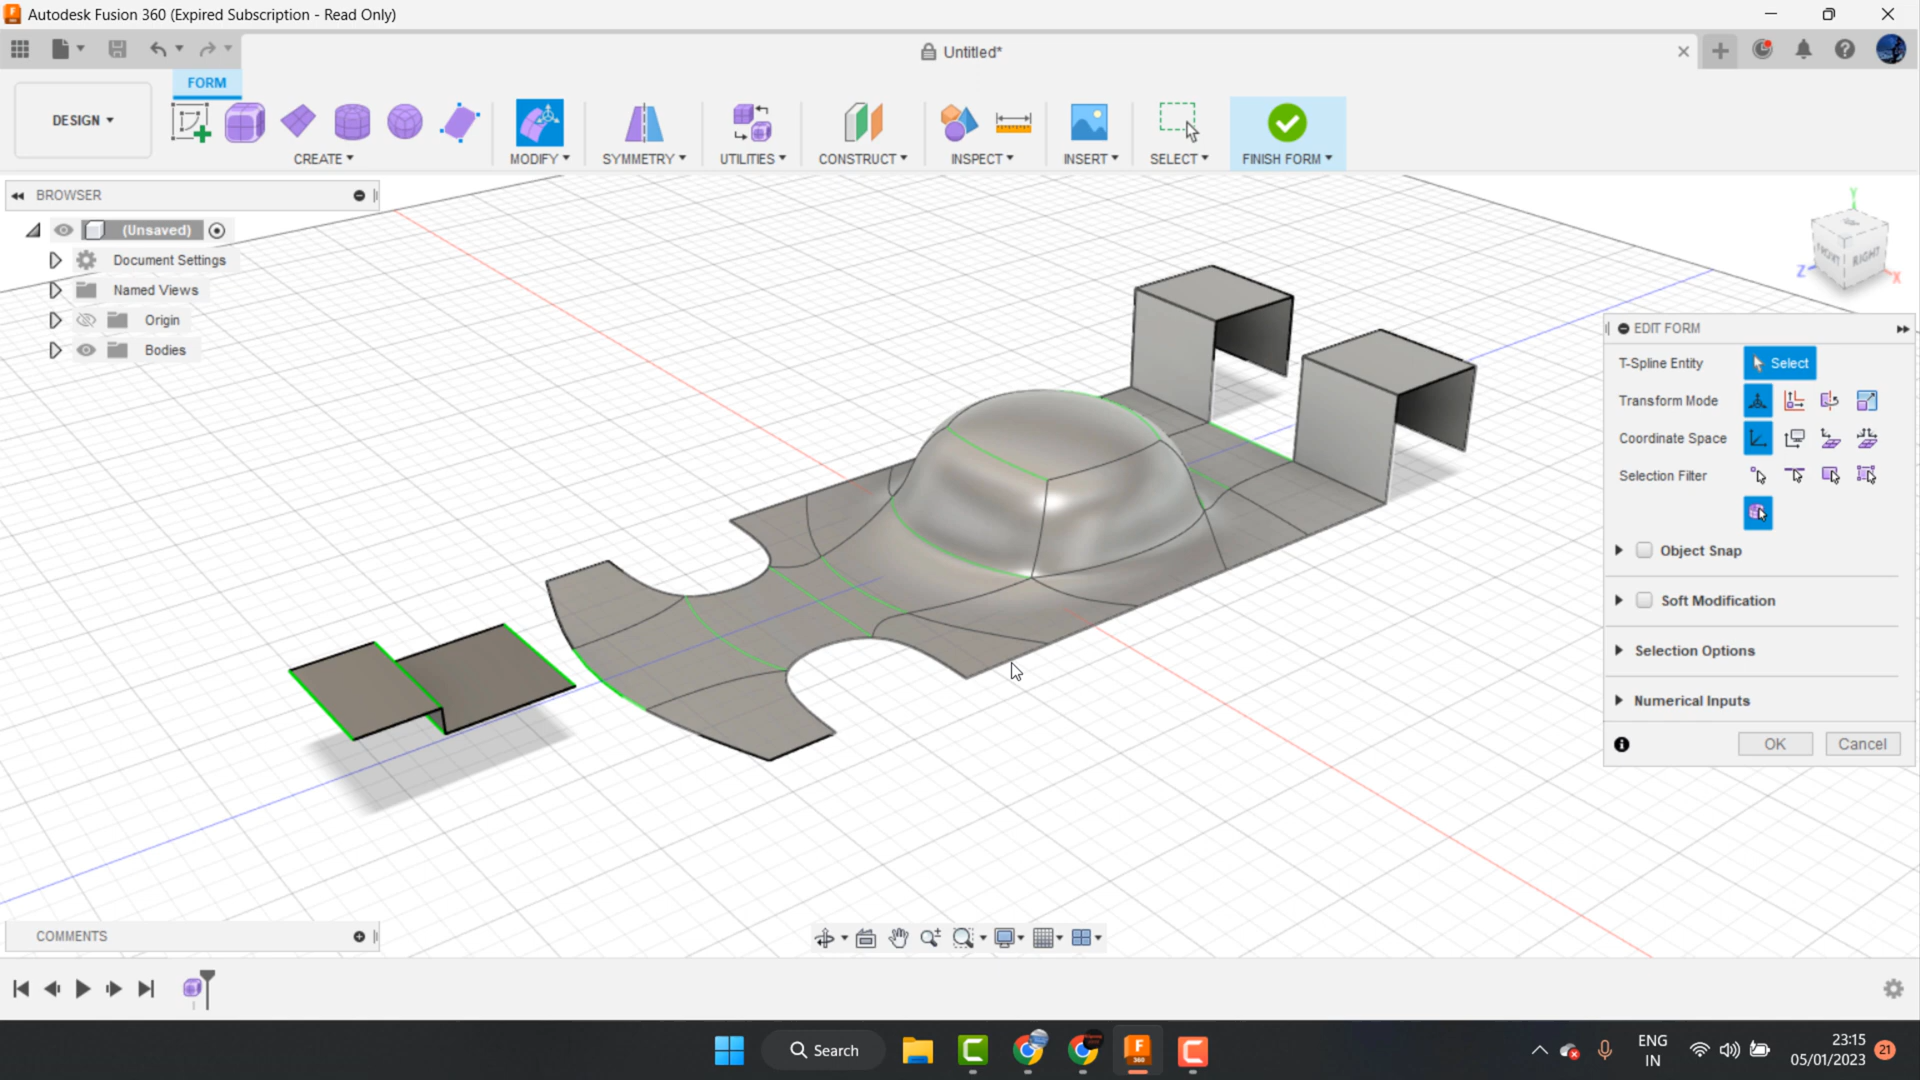 Autodesk Fusion 360 (Expired Subscription - Read Only)
Untitled*
FORM
DESIGN
CREATE
MODIFY
SYMMETRY
UTILITIES
CONSTRUCT
INSPECT
INSERT
SELECT
FINISH FORM
BROWSER
(Unsaved)
Document Settings
Named Views
Origin
Bodies
Y
FRONT
RIGHT
Z
X
EDIT FORM
T-Spline Entity
Select
Transform Mode
Coordinate Space
Selection Filter
Object Snap
Soft Modification
Selection Options
Numerical Inputs
OK
Cancel
COMMENTS
Search
F
360
ENG
IN
23:15
05/01/2023
21